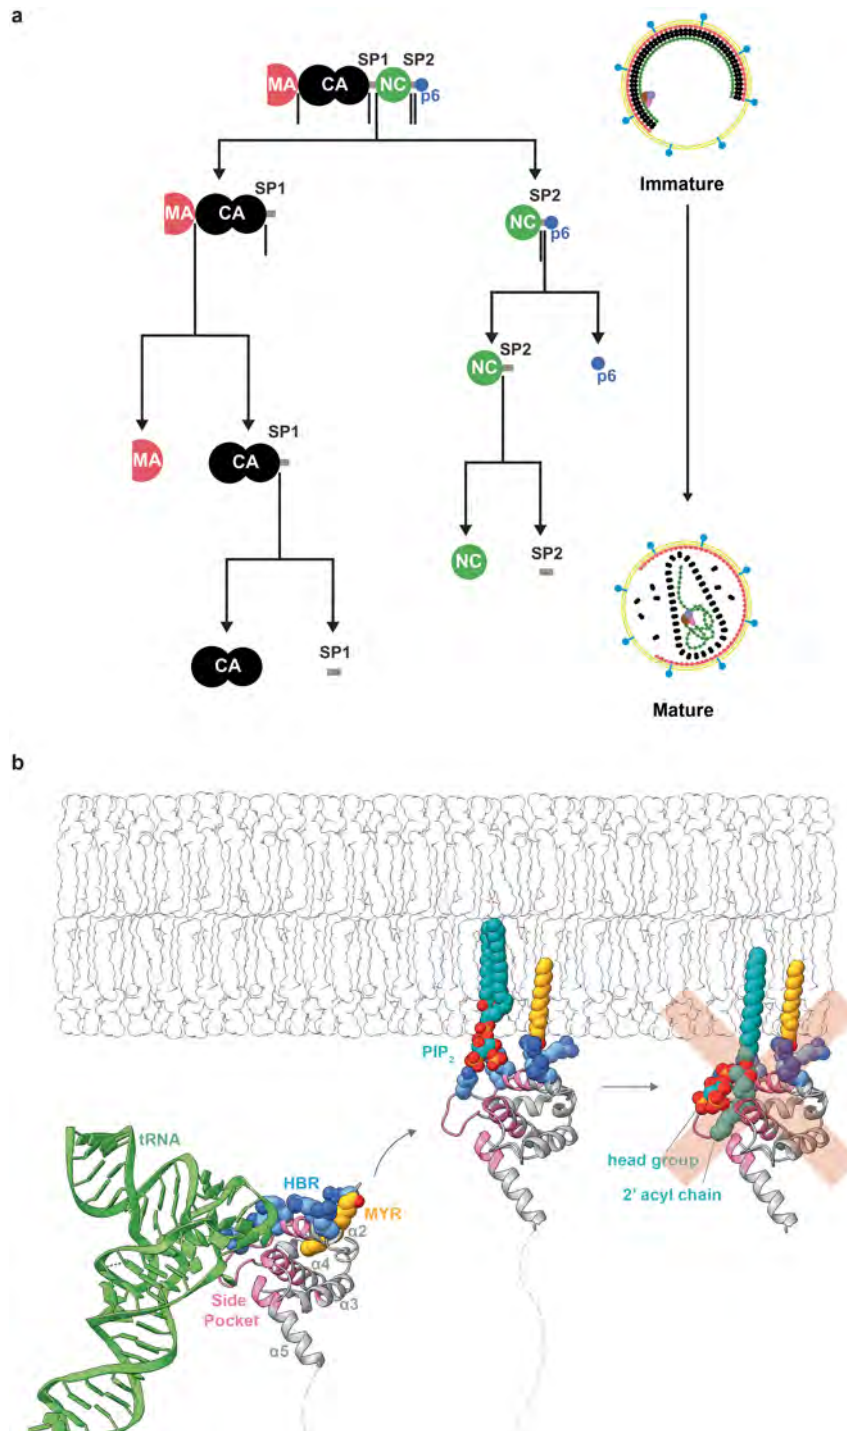 a
SP1 SP2
MA CA NC p6
Immature
SP1
MA CA
SP2
NC p6
SP2
NC p6
SP1
MA CA
NC SP2
SP1
CA
Mature
b
PIP2
tRNA
HBR
MYR
α2
α4
α3
Side
Pocket
α5
head group
2' acyl chain